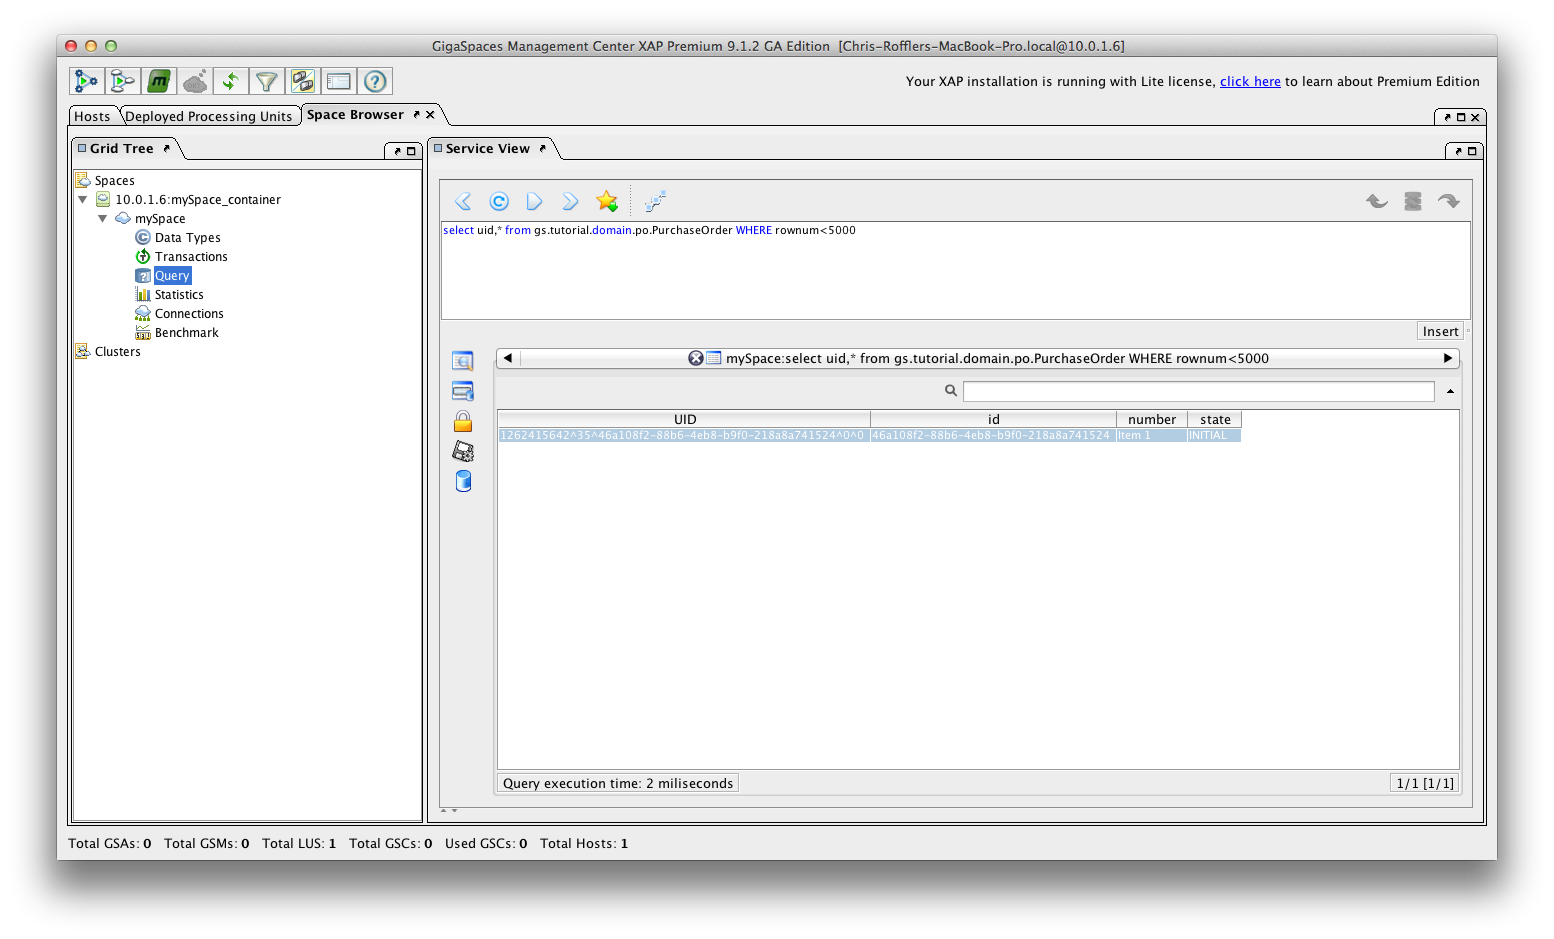 GigaSpaces Management Center XAP Premium 9.1.2 GA Edition [Chris-Rofflers-MacBook-Pro.local@10.0.1.6]
Your XAP installation is running with Lite license, click here to learn about Premium Edition
Hosts Deployed Processing Units Space Browser
Grid Tree
Service View
Spaces
10.0.1.6:mySpace_container
mySpace
Data Types
Transactions
Query
Statistics
Connections
Benchmark
Clusters
select uid,* from gs.tutorial.domain.po.PurchaseOrder WHERE rownum<5000
Insert
mySpace:select uid,* from gs.tutorial.domain.po.PurchaseOrder WHERE rownum<5000
UID id number state
1262415642^35^46a108f2-88b6-4eb8-b9f0-218a8a741524^0^0 46a108f2-88b6-4eb8-b9f0-218a8a741524 Item 1 INITIAL
Query execution time: 2 miliseconds
1/1 [1/1]
Total GSAs: 0 Total GSMs: 0 Total LUS: 1 Total GSCs: 0 Used GSCs: 0 Total Hosts: 1